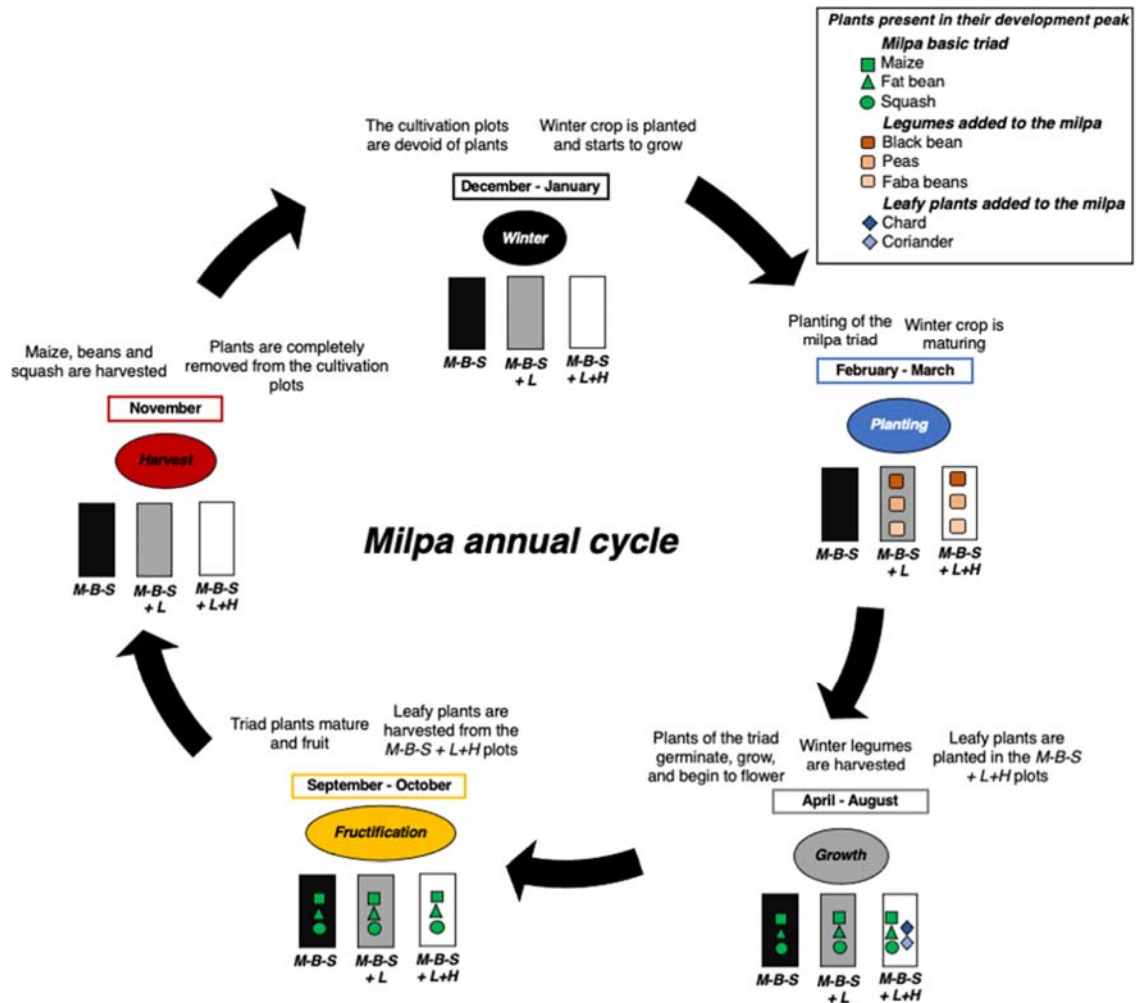 Plants present in their development peak
Milpa basic triad
Maize
Fat bean
Squash
Legumes added to the milpa
Black bean
Peas
Faba beans
Leafy plants added to the milpa
Chard
Coriander
The cultivation plots
are devoid of plants
Winter crop is planted
and starts to grow
December - January
Winter
M-B-S
M-B-S
+ L
M-B-S
+ L+H
Planting of the
milpa triad
Winter crop is
maturing
February - March
Planting
M-B-S
M-B-S
+ L
M-B-S
+ L+H
Maize, beans and
squash are harvested
Plants are completely
removed from the cultivation
plots
November
Harvest
M-B-S
M-B-S
+ L
M-B-S
+ L+H
Milpa annual cycle
Plants of the triad
germinate, grow,
and begin to flower
Winter legumes
are harvested
Leafy plants are
planted in the M-B-S
+ L+H plots
April - August
Growth
M-B-S
M-B-S
+ L
M-B-S
+ L+H
Triad plants mature
and fruit
Leafy plants are
harvested from the
M-B-S + L+H plots
September - October
Fructification
M-B-S
M-B-S
+ L
M-B-S
+ L+H